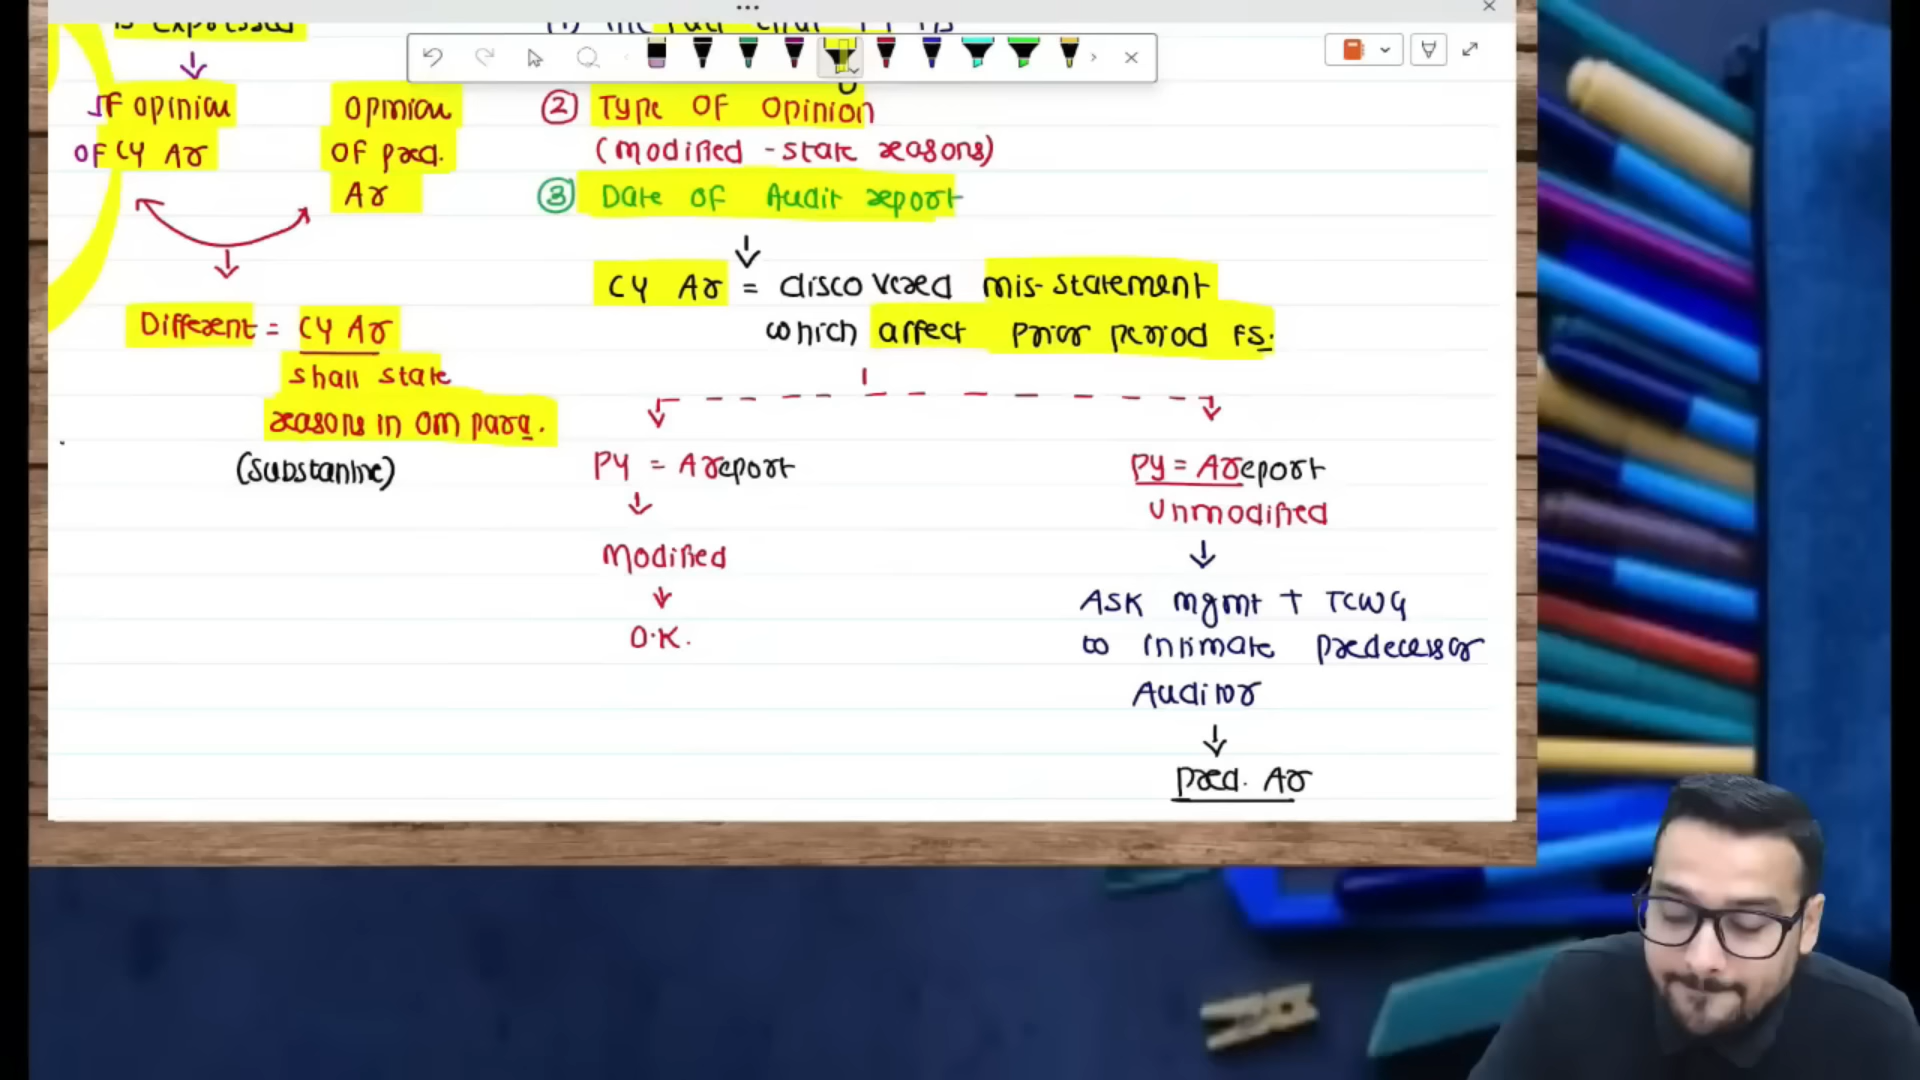 is expressed
If opinion
OF CY Ar
opinion
OF pred.
Ar
Different = CY Ar
shall state
reasons in OM para.
(substantive)
② Type OF Opinion
(modified - state reasons)
③ Date OF Audit report
CY Ar = discovered mis-statement
which affect prior period FS.
PY = Areport
Modified
O.K.
PY = Areport
unmodified
ASK mgmt + TCWG
to intimate predecessor
Auditor
pred. Ar